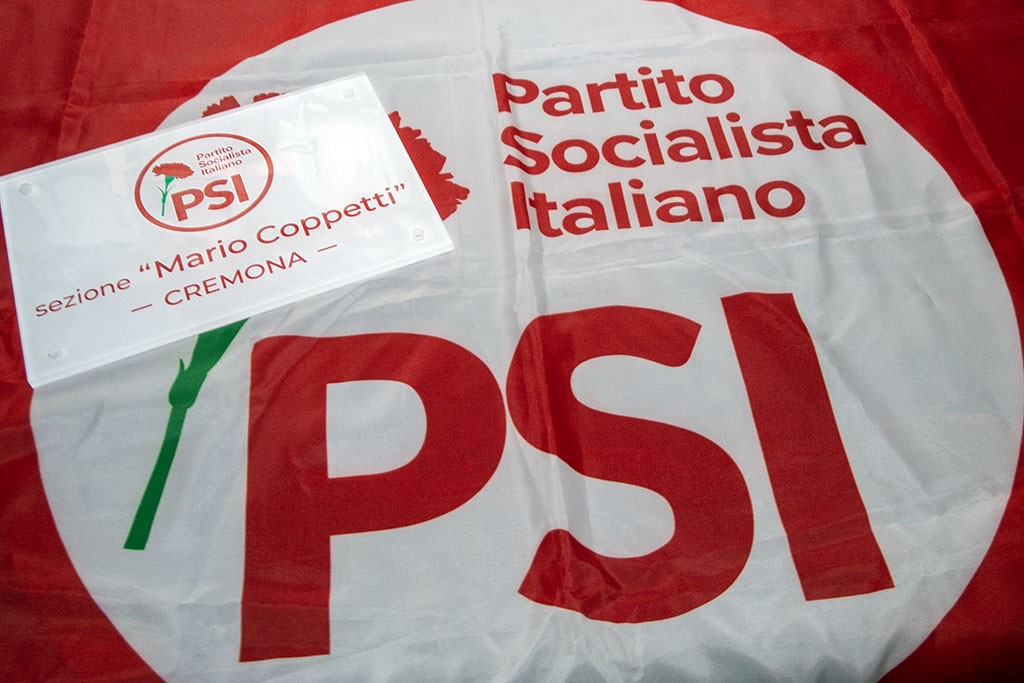 Partito
Socialista
Italiano
PSI
sezione “Mario Coppetti”
— CREMONA —
Partito
Socialista
Italiano
PSI